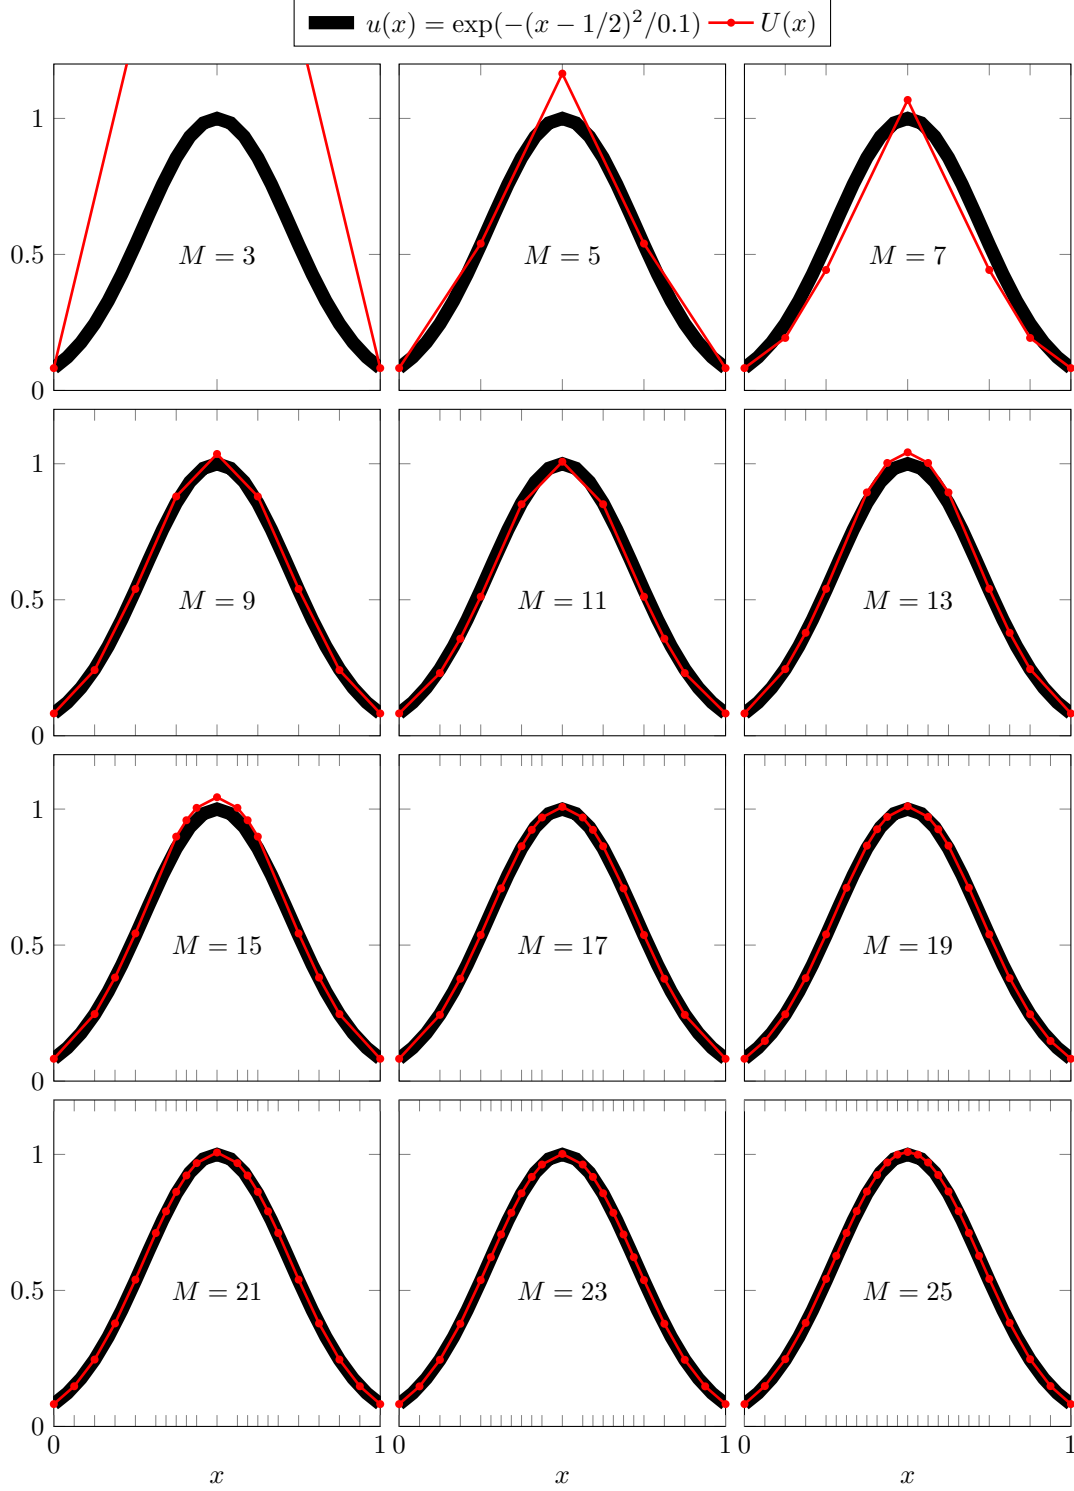 u(x) = exp(−(x − 1/2)²/0.1) U(x)
1
0.5
0
M = 3
M = 5
M = 7
1
0.5
0
M = 9
M = 11
M = 13
1
0.5
0
M = 15
M = 17
M = 19
1
0.5
0
M = 21
M = 23
M = 25
0 1 0 1 0 1
x x x